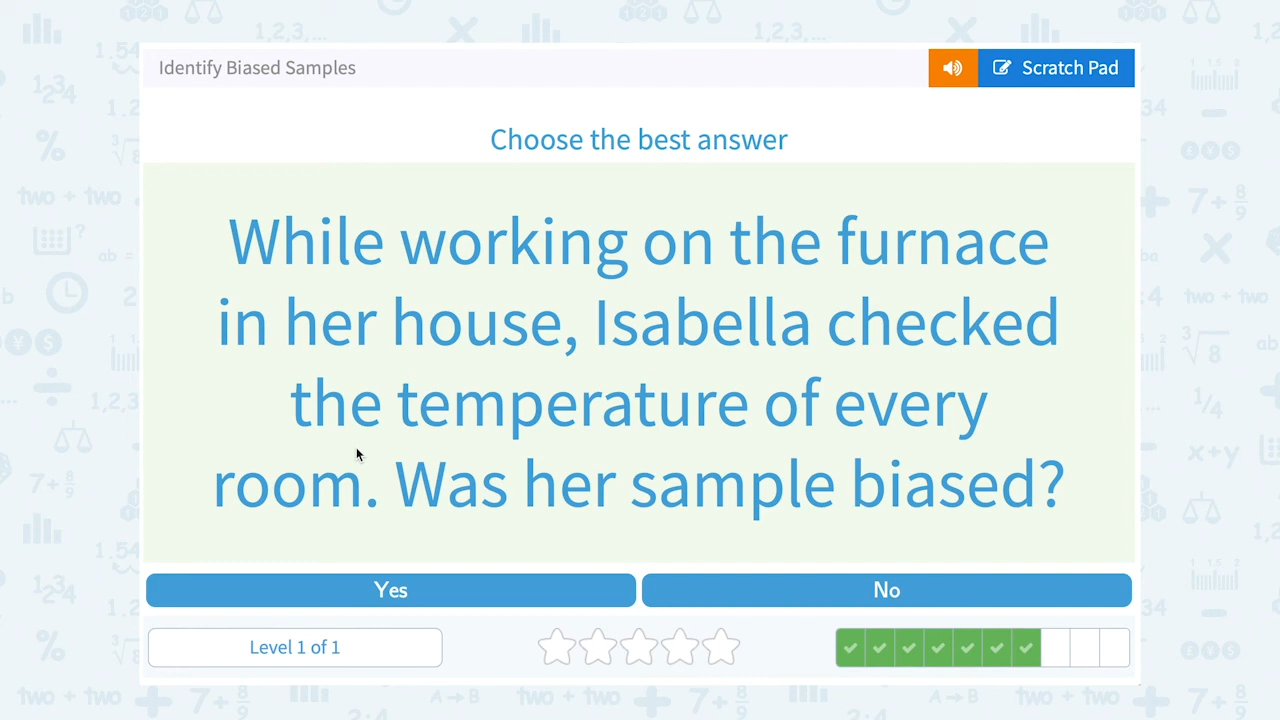 Identify Biased Samples
Scratch Pad
Choose the best answer
While working on the furnace
in her house, Isabella checked
the temperature of every
room. Was her sample biased?
Yes
No
Level 1 of 1